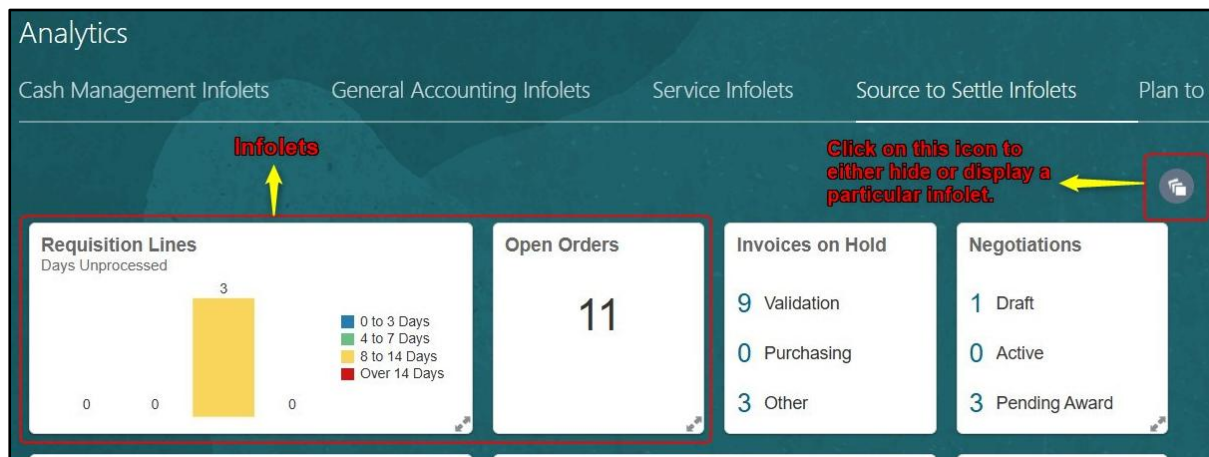 Analytics
Cash Management Infolets
General Accounting Infolets
Service Infolets
Source to Settle Infolets
Plan to
Infolets
Click on this icon to
either hide or display a
particular infolet.
Requisition Lines
Days Unprocessed
3
0
0
0
0 to 3 Days
4 to 7 Days
8 to 14 Days
Over 14 Days
Open Orders
11
Invoices on Hold
9 Validation
0 Purchasing
3 Other
Negotiations
1 Draft
0 Active
3 Pending Award